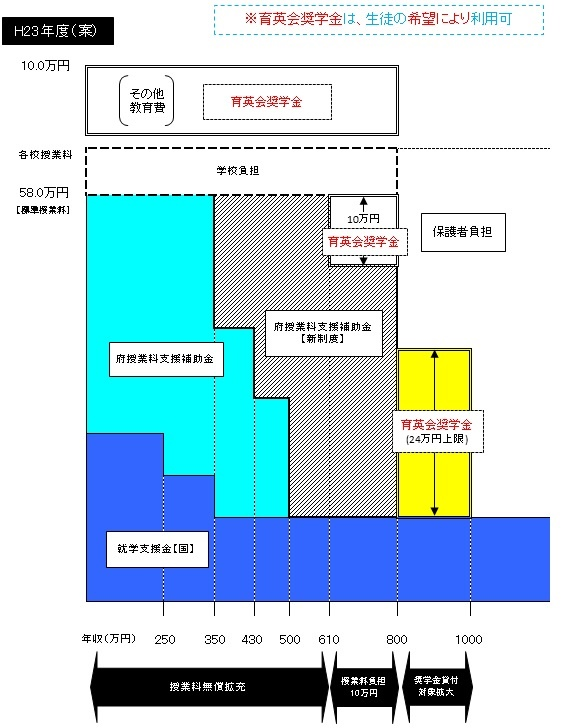 ※育英会奨学金は、生徒の希望により利用可
H23年度(案)
10.0万円
その他
教育費
育英会奨学金
各校授業料
学校負担
58.0万円
[標準授業料]
10万円
育英会奨学金
保護者負担
府授業料支援補助金
【新制度】
府授業料支援補助金
育英会奨学金
(24万円上限)
就学支援金【国】
年収(万円)
250
350
430
500
610
800
1000
授業料無償拡充
授業料負担
10万円
奨学金貸付
対象拡大